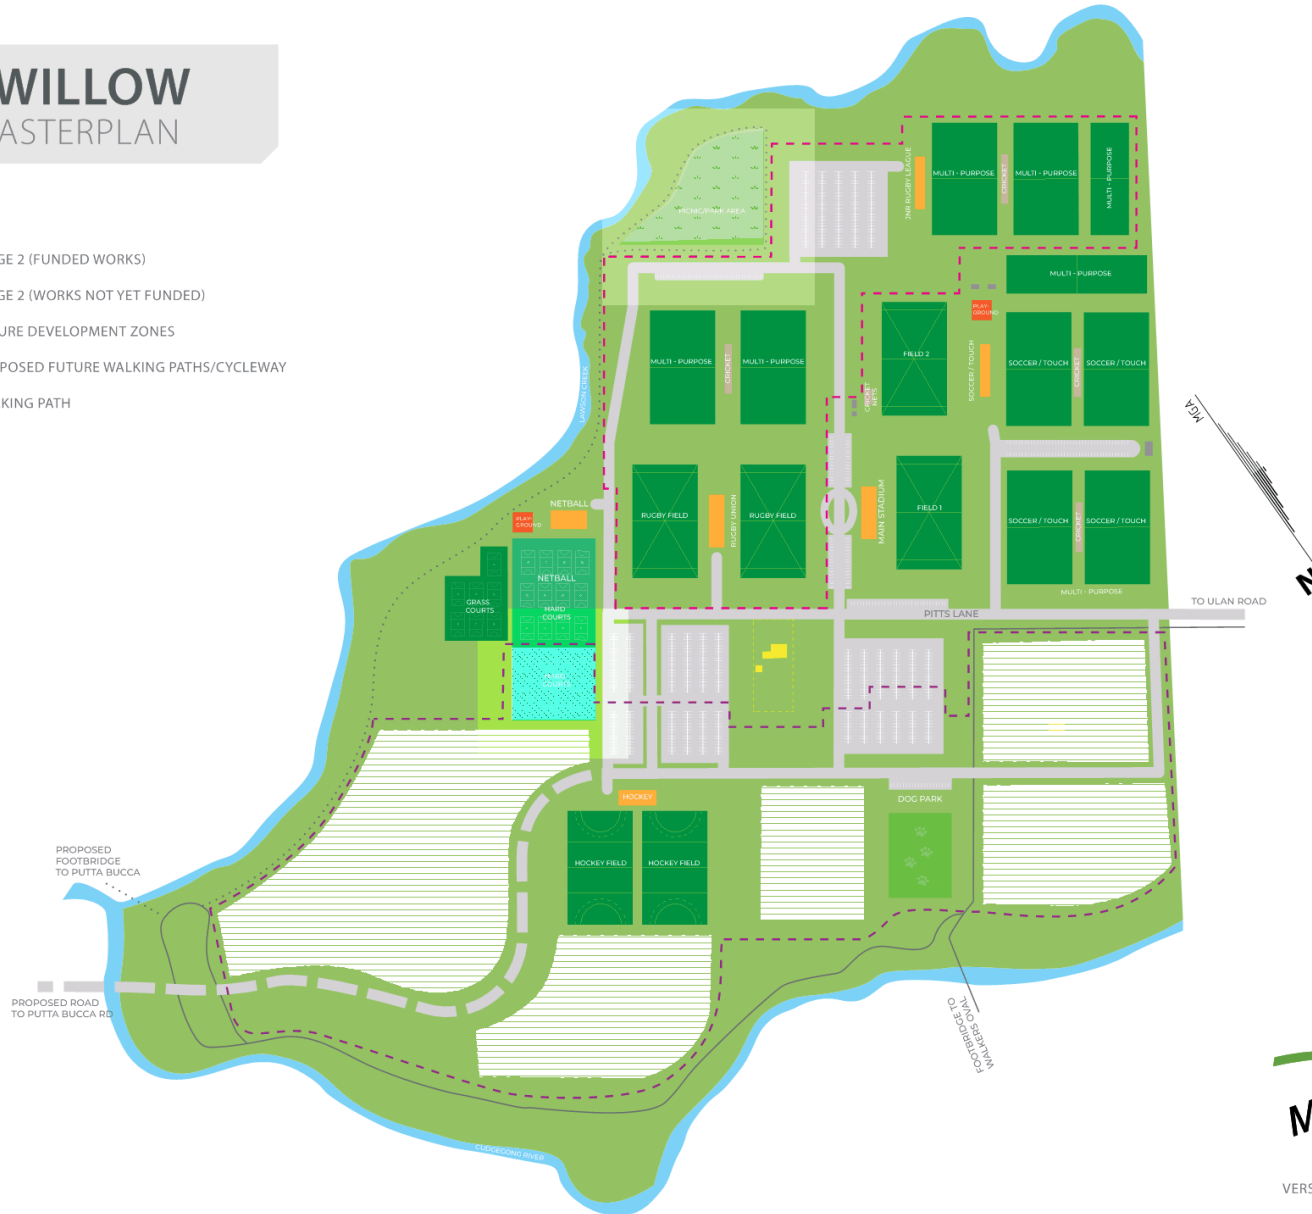 WILLOW
ASTERPLAN
GE 2 (FUNDED WORKS)
GE 2 (WORKS NOT YET FUNDED)
URE DEVELOPMENT ZONES
POSED FUTURE WALKING PATHS/CYCLEWAY
KING PATH
PICNIC/PARK AREA
JNR RUGBY LEAGUE
MULTI - PURPOSE
CRICKET
MULTI - PURPOSE
MULTI - PURPOSE
MULTI - PURPOSE
PLAY-
GROUND
LAWSON CREEK
MULTI - PURPOSE
CRICKET
MULTI - PURPOSE
CRICKET
NETS
FIELD 2
SOCCER / TOUCH
SOCCER / TOUCH
CRICKET
SOCCER / TOUCH
MGA
NETBALL
PLAY-
GROUND
RUGBY FIELD
RUGBY UNION
RUGBY FIELD
MAIN STADIUM
FIELD 1
SOCCER / TOUCH
CRICKET
SOCCER / TOUCH
MULTI - PURPOSE
NETBALL
HARD
COURTS
GRASS
COURTS
HARD
COURTS
PITTS LANE
TO ULAN ROAD
N
HOCKEY
DOG PARK
HOCKEY FIELD
HOCKEY FIELD
PROPOSED
FOOTBRIDGE
TO PUTTA BUCCA
PROPOSED ROAD
TO PUTTA BUCCA RD
FOOTBRIDGE TO
WALKERS OVAL
CUDGEGONG RIVER
M
VERS